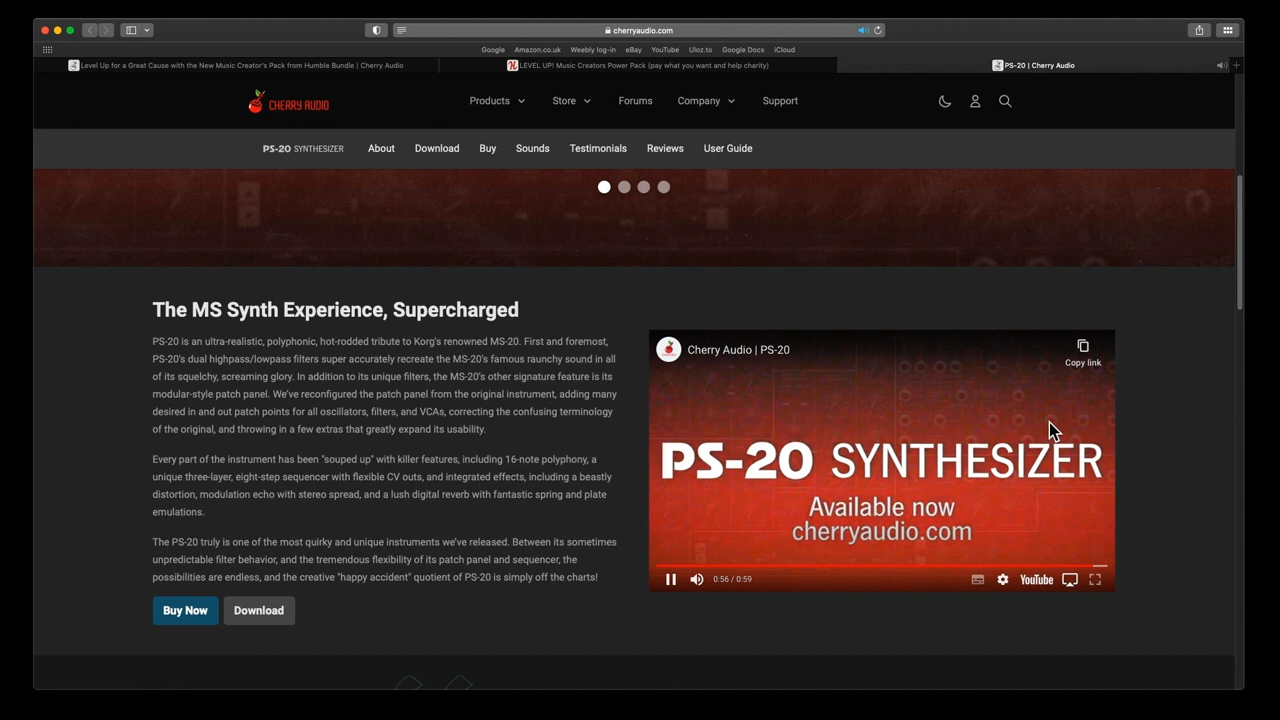 cherryaudio.com
Google Amazon.co.uk Weebly log-in eBay YouTube Uloz.to Google Docs iCloud
Level Up for a Great Cause with the New Music Creator's Pack from Humble Bundle | Cherry Audio
LEVEL UP! Music Creators Power Pack (pay what you want and help charity)
PS-20 | Cherry Audio
CHERRY AUDIO
Products Store Forums Company Support
PS-20 SYNTHESIZER About Download Buy Sounds Testimonials Reviews User Guide
The MS Synth Experience, Supercharged
PS-20 is an ultra-realistic, polyphonic, hot-rodded tribute to Korg's renowned MS-20. First and foremost,
PS-20's dual highpass/lowpass filters super accurately recreate the MS-20's famous raunchy sound in all
of its squelchy, screaming glory. In addition to its unique filters, the MS-20's other signature feature is its
modular-style patch panel. We've reconfigured the patch panel from the original instrument, adding many
desired in and out patch points for all oscillators, filters, and VCAs, correcting the confusing terminology
of the original, and throwing in a few extras that greatly expand its usability.
Every part of the instrument has been "souped up" with killer features, including 16-note polyphony, a
unique three-layer, eight-step sequencer with flexible CV outs, and integrated effects, including a beastly
distortion, modulation echo with stereo spread, and a lush digital reverb with fantastic spring and plate
emulations.
The PS-20 truly is one of the most quirky and unique instruments we've released. Between its sometimes
unpredictable filter behavior, and the tremendous flexibility of its patch panel and sequencer, the
possibilities are endless, and the creative "happy accident" quotient of PS-20 is simply off the charts!
Buy Now Download
Cherry Audio | PS-20
Copy link
PS-20 SYNTHESIZER
Available now
cherryaudio.com
0:56 / 0:59
YouTube